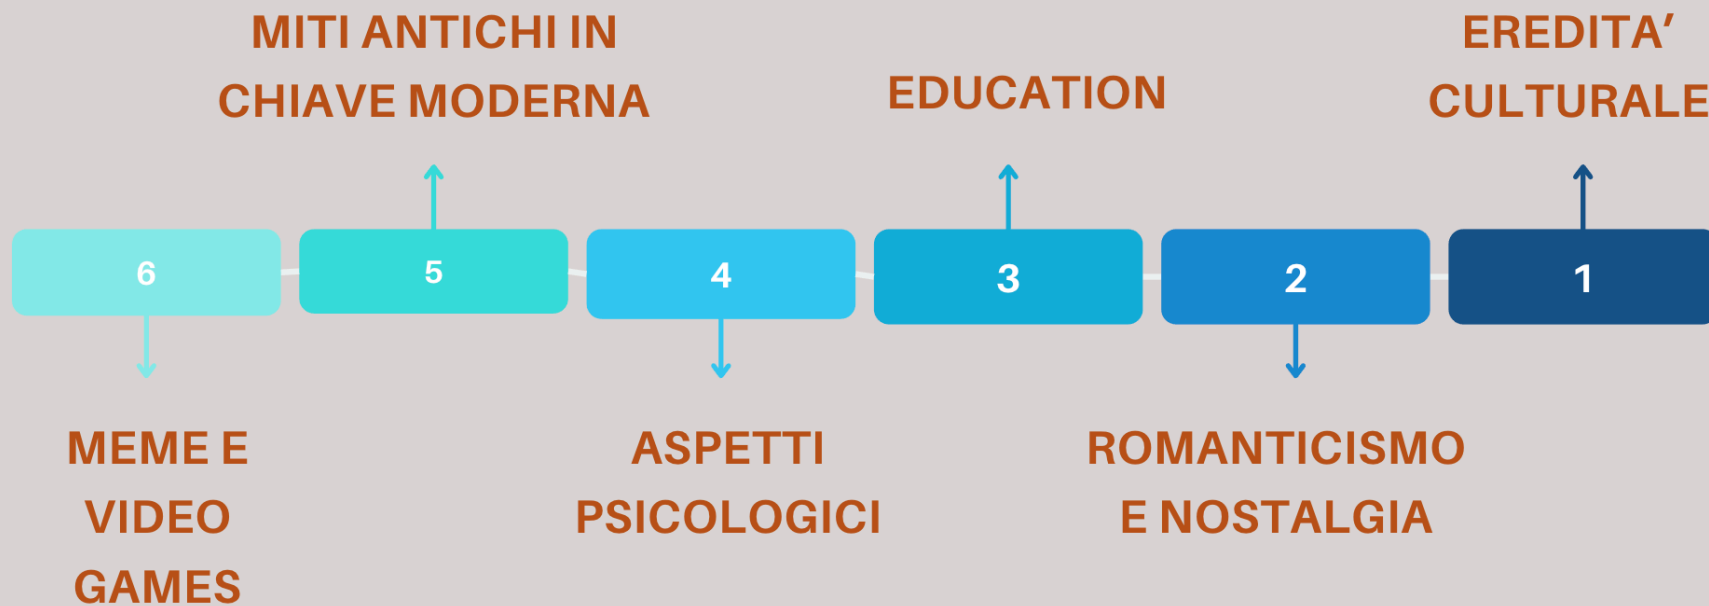 MITI ANTICHI IN
CHIAVE MODERNA
EDUCATION
EREDITA’
CULTURALE
6
5
4
3
2
1
MEME E
VIDEO
GAMES
ASPETTI
PSICOLOGICI
ROMANTICISMO
E NOSTALGIA